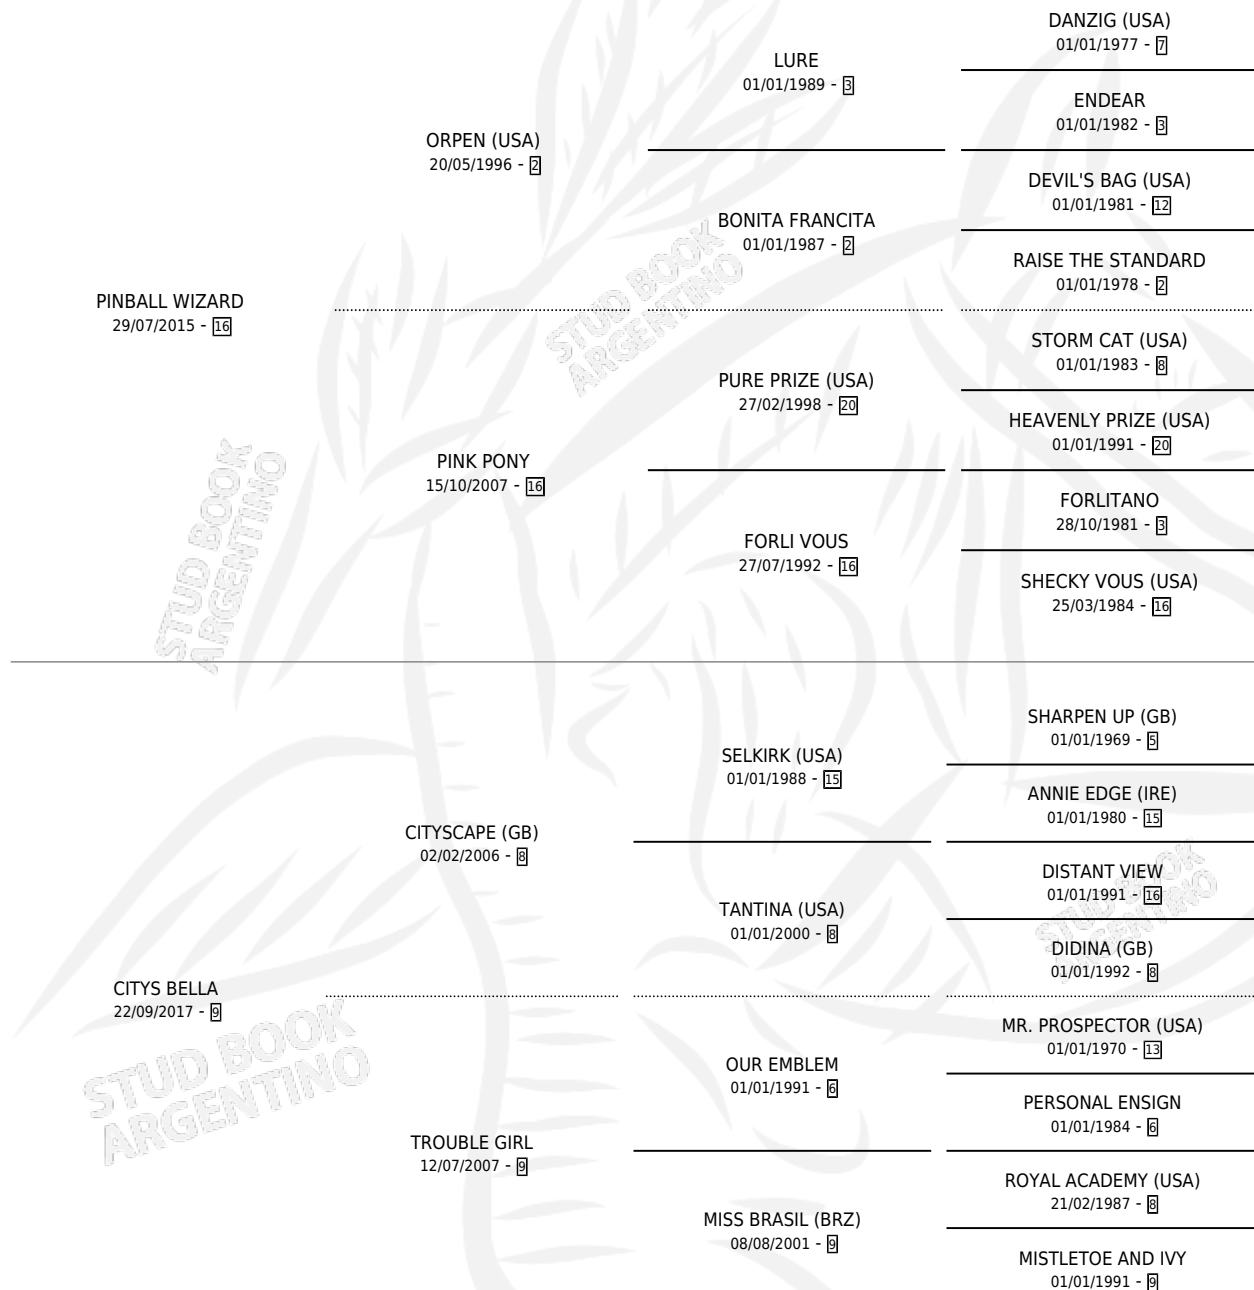 PINBALL WIZARD
29/07/2015 - 16
ORPEN (USA)
20/05/1996 - 2
PINK PONY
15/10/2007 - 16
LURE
01/01/1989 - 3
BONITA FRANCITA
01/01/1987 - 2
PURE PRIZE (USA)
27/02/1998 - 20
FORLI VOUS
27/07/1992 - 16
DANZIG (USA)
01/01/1977 - 7
ENDEAR
01/01/1982 - 3
DEVIL'S BAG (USA)
01/01/1981 - 12
RAISE THE STANDARD
01/01/1978 - 2
STORM CAT (USA)
01/01/1983 - 8
HEAVENLY PRIZE (USA)
01/01/1991 - 20
FORLITANO
28/10/1981 - 3
SHECKY VOUS (USA)
25/03/1984 - 16
CITYS BELLA
22/09/2017 - 9
CITYSCAPE (GB)
02/02/2006 - 8
TROUBLE GIRL
12/07/2007 - 9
SELKIRK (USA)
01/01/1988 - 15
TANTINA (USA)
01/01/2000 - 8
OUR EMBLEM
01/01/1991 - 6
MISS BRASIL (BRZ)
08/08/2001 - 9
SHARPEN UP (GB)
01/01/1969 - 5
ANNIE EDGE (IRE)
01/01/1980 - 15
DISTANT VIEW
01/01/1991 - 16
DIDINA (GB)
01/01/1992 - 8
MR. PROSPECTOR (USA)
01/01/1970 - 13
PERSONAL ENSIGN
01/01/1984 - 6
ROYAL ACADEMY (USA)
21/02/1987 - 8
MISTLETOE AND IVY
01/01/1991 - 9
STUD BOOK
ARGENTINO
STUD BOOK
ARGENTINO
STUD BOOK
ARGENTINO
STUD BOOK
ARGENTINO